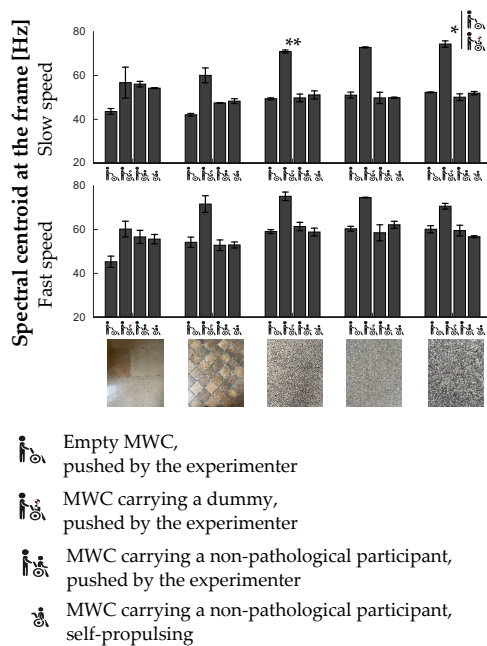 Spectral centroid at the frame [Hz]
Slow speed
80
60
40
20
**
*
Fast speed
80
60
40
20
Empty MWC,
pushed by the experimenter
MWC carrying a dummy,
pushed by the experimenter
MWC carrying a non-pathological participant,
pushed by the experimenter
MWC carrying a non-pathological participant,
self-propulsing